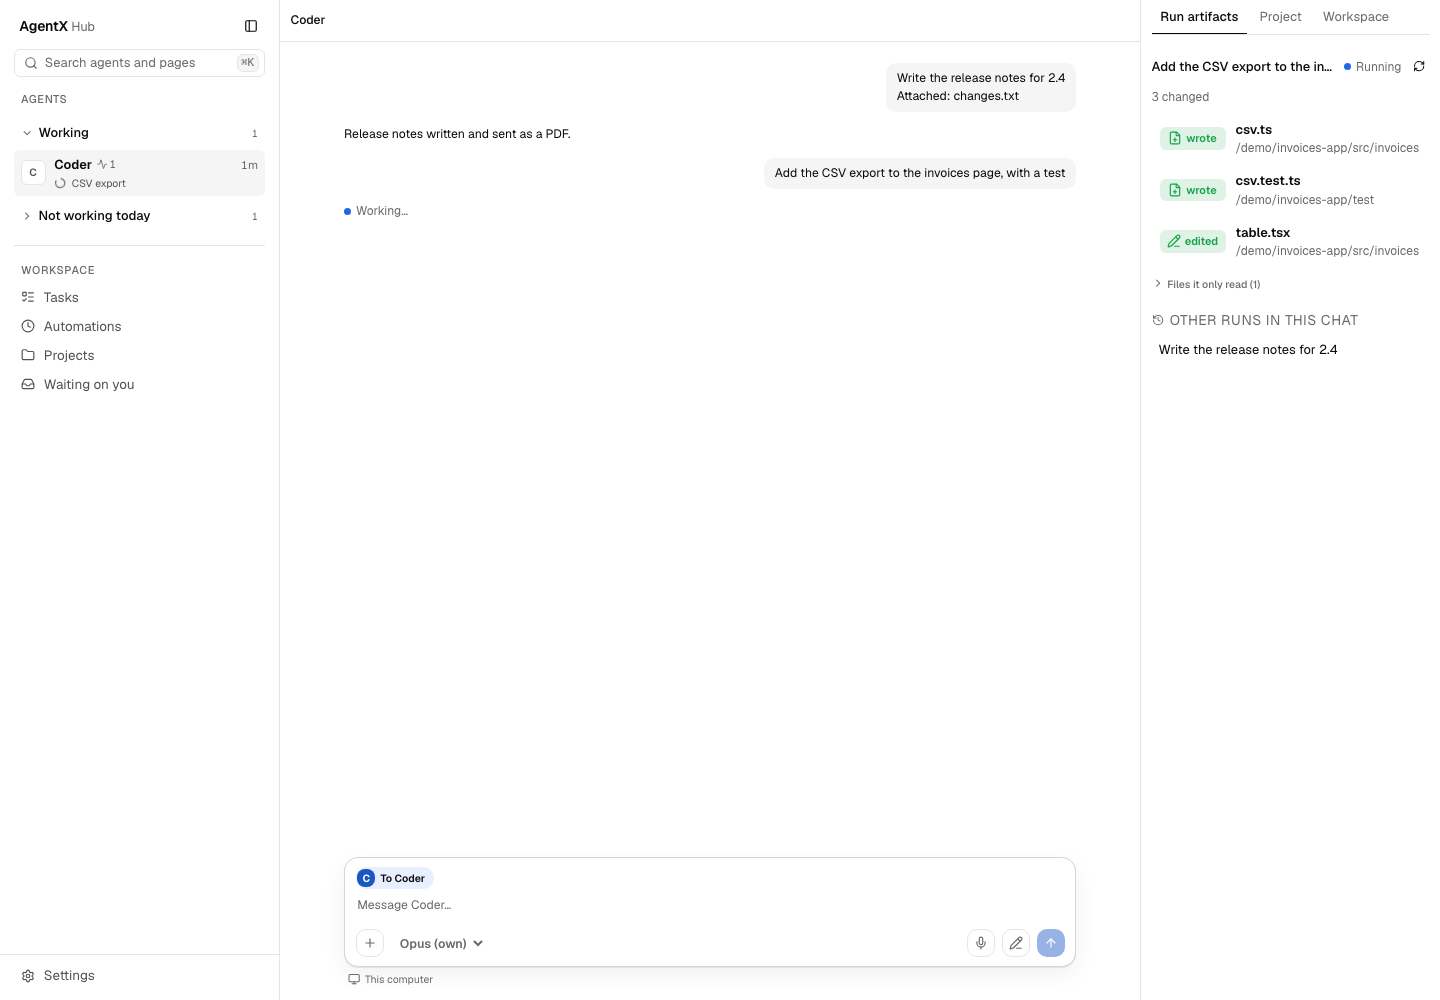 AgentX Hub
Search agents and pages
⌘K
AGENTS
Working
1
C
Coder
1
1m
CSV export
Not working today
1
WORKSPACE
Tasks
Automations
Projects
Waiting on you
Settings
Coder
Write the release notes for 2.4
Attached: changes.txt
Release notes written and sent as a PDF.
Add the CSV export to the invoices page, with a test
Working…
C
To Coder
Message Coder…
Opus (own)
This computer
Run artifacts
Project
Workspace
Add the CSV export to the in…
Running
3 changed
wrote
csv.ts
/demo/invoices-app/src/invoices
wrote
csv.test.ts
/demo/invoices-app/test
edited
table.tsx
/demo/invoices-app/src/invoices
Files it only read (1)
OTHER RUNS IN THIS CHAT
Write the release notes for 2.4